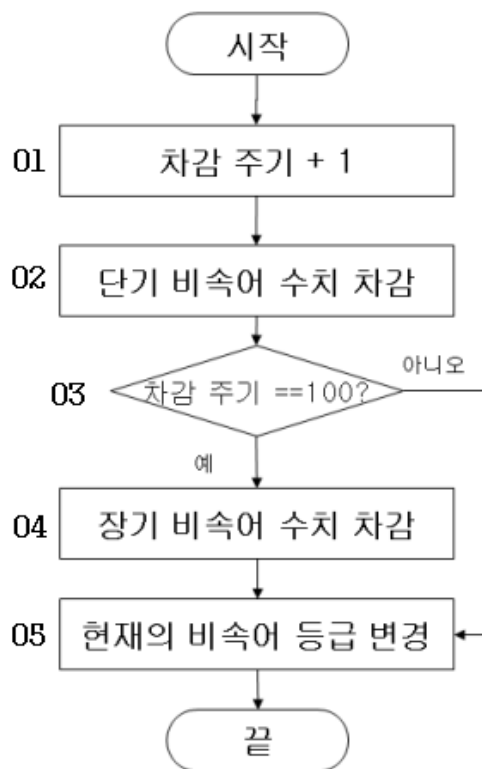 시작
01 차감 주기 + 1
02 단기 비속어 수치 차감
03 차감 주기 ==100?
아니오
예
04 장기 비속어 수치 차감
05 현재의 비속어 등급 변경
끝